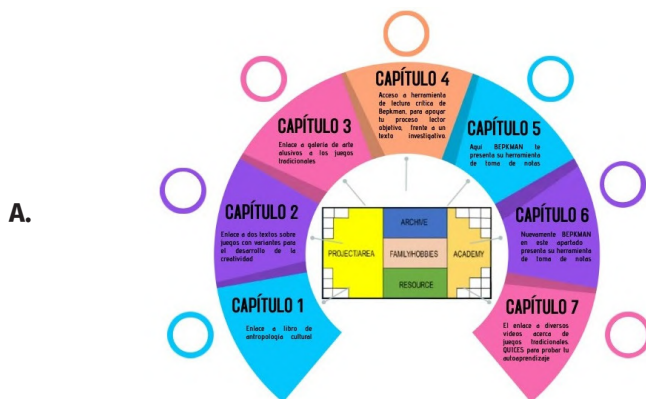 A.
CAPÍTULO 1
Enlace a libro de
antropología cultural
CAPÍTULO 2
Enlace a dos textos sobre
juegos con variantes para
el desarrollo de la
creatividad
CAPÍTULO 3
Enlace a galería de arte
alusivos a los juegos
tradicionales
CAPÍTULO 4
Acceso a herramienta
de lectura crítica de
Bepkman, para apoyar
tu proceso lector
objetivo, frente a un
texto investigativo.
CAPÍTULO 5
Aquí BEPKMAN te
presenta su herramienta
de toma de notas
CAPÍTULO 6
Nuevamente BEPKMAN
en este apartado te
presenta su herramienta
de toma de notas
CAPÍTULO 7
El enlace a diversos
videos acerca de
juegos tradicionales.
QUICES para probar tu
autoaprendizaje
ARCHIVE
PROJECT/AREA
FAMILY/HOBBIES
ACADEMY
RESOURCE